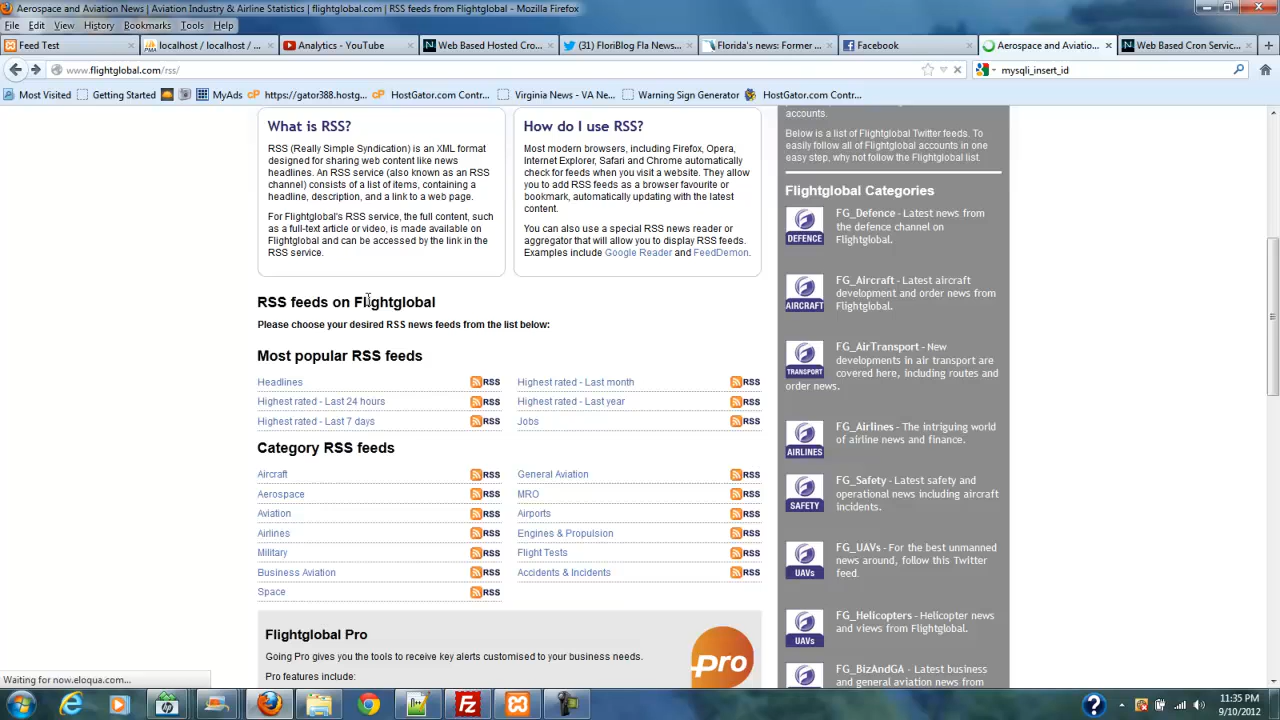 Aerospace and Aviation News | Aviation Industry & Airline Statistics | flightglobal.com | RSS feeds from Flightglobal - Mozilla Firefox
File Edit View History Bookmarks Tools Help
Feed Test
localhost / localhost / ...
Analytics - YouTube
Web Based Hosted Cro...
(31) FloriBlog Fla News...
Florida's news: Former ...
Facebook
Aerospace and Aviatio...
Web Based Cron Servic...
www.flightglobal.com/rss/
mysqli_insert_id
Most Visited
Getting Started
MyAds
https://gator388.hostg...
HostGator.com Contr...
Virginia News - VA Ne...
Warning Sign Generator
HostGator.com Contr...
What is RSS?
RSS (Really Simple Syndication) is an XML format
designed for sharing web content like news
headlines. An RSS service (also known as an RSS
channel) consists of a list of items, containing a
headline, description, and a link to a web page.
For Flightglobal's RSS service, the full content, such
as a full-text article or video, is made available on
Flightglobal and can be accessed by the link in the
RSS service.
How do I use RSS?
Most modern browsers, including Firefox, Opera,
Internet Explorer, Safari and Chrome automatically
check for feeds when you visit a website. They allow
you to add RSS feeds as a browser favourite or
bookmark, automatically updating with the latest
content.
You can also use a special RSS news reader or
aggregator that will allow you to display RSS feeds.
Examples include Google Reader and FeedDemon.
RSS feeds on Flightglobal
Please choose your desired RSS news feeds from the list below:
Most popular RSS feeds
Headlines RSS
Highest rated - Last month RSS
Highest rated - Last 24 hours RSS
Highest rated - Last year RSS
Highest rated - Last 7 days RSS
Jobs RSS
Category RSS feeds
Aircraft RSS
General Aviation RSS
Aerospace RSS
MRO RSS
Aviation RSS
Airports RSS
Airlines RSS
Engines & Propulsion RSS
Military RSS
Flight Tests RSS
Business Aviation RSS
Accidents & Incidents RSS
Space RSS
Flightglobal Pro
Going Pro gives you the tools to receive key alerts customised to your business needs.
Pro features include:
pro
accounts.
Below is a list of Flightglobal Twitter feeds. To
easily follow all of Flightglobal accounts in one
easy step, why not follow the Flightglobal list.
Flightglobal Categories
DEFENCE
FG_Defence - Latest news from
the defence channel on
Flightglobal.
AIRCRAFT
FG_Aircraft - Latest aircraft
development and order news from
Flightglobal.
TRANSPORT
FG_AirTransport - New
developments in air transport are
covered here, including routes and
order news.
AIRLINES
FG_Airlines - The intriguing world
of airline news and finance.
SAFETY
FG_Safety - Latest safety and
operational news including aircraft
incidents.
UAVs
FG_UAVs - For the best unmanned
news around, follow this Twitter
feed.
UAVs
FG_Helicopters - Helicopter news
and views from Flightglobal.
FG_BizAndGA - Latest business
and general aviation news from
Waiting for now.eloqua.com...
11:35 PM
9/10/2012